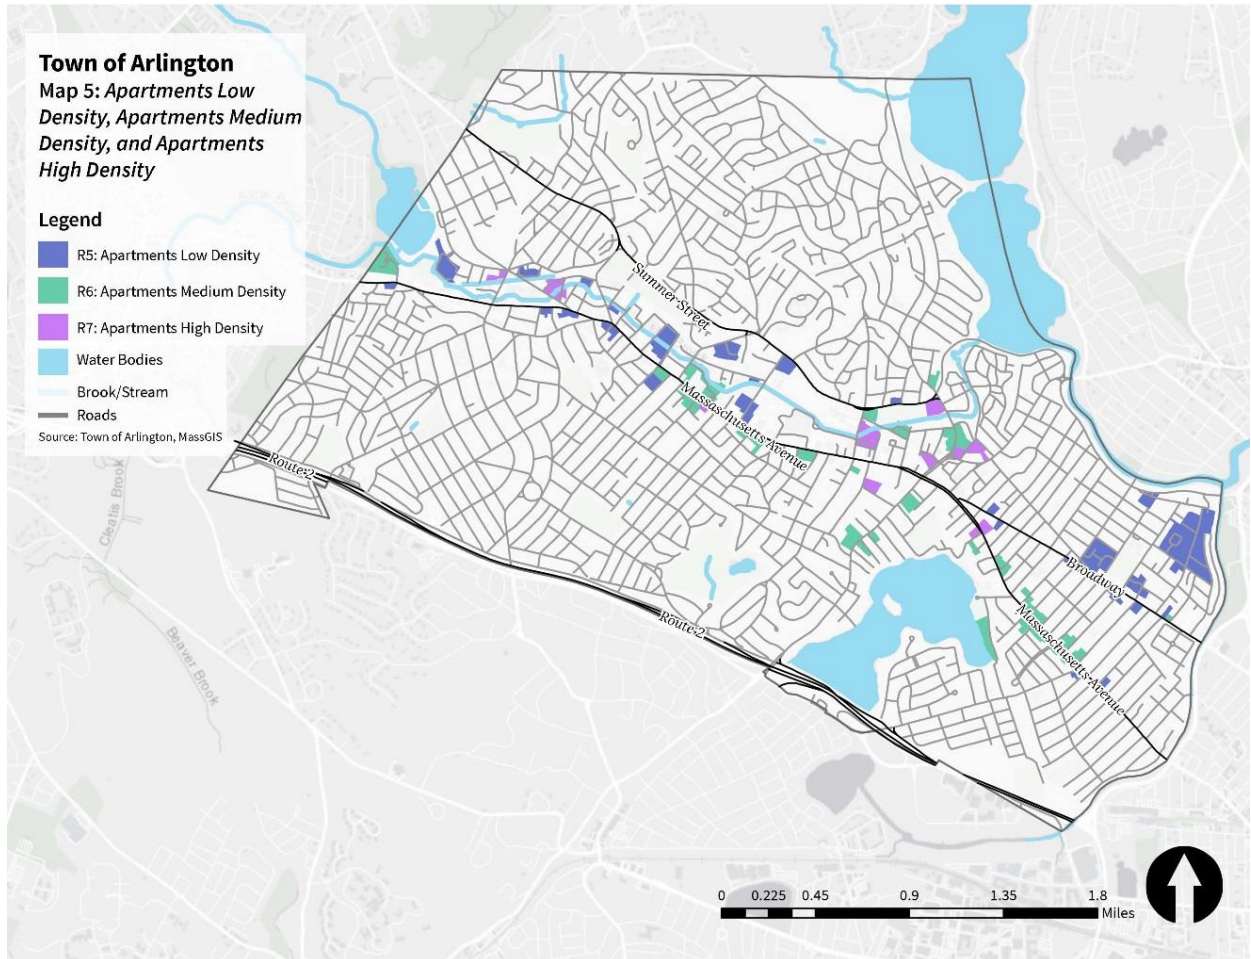 Town of Arlington
Map 5: Apartments Low
Density, Apartments Medium
Density, and Apartments
High Density
Legend
R5: Apartments Low Density
R6: Apartments Medium Density
R7: Apartments High Density
Water Bodies
Brook/Stream
Roads
Source: Town of Arlington, MassGIS
Summer Street
Massachusetts Avenue
Route 2
Cleatis Brook
Broadway
Route 2
Massachusetts Avenue
Beaver Brook
0 0.225 0.45 0.9 1.35 1.8
Miles